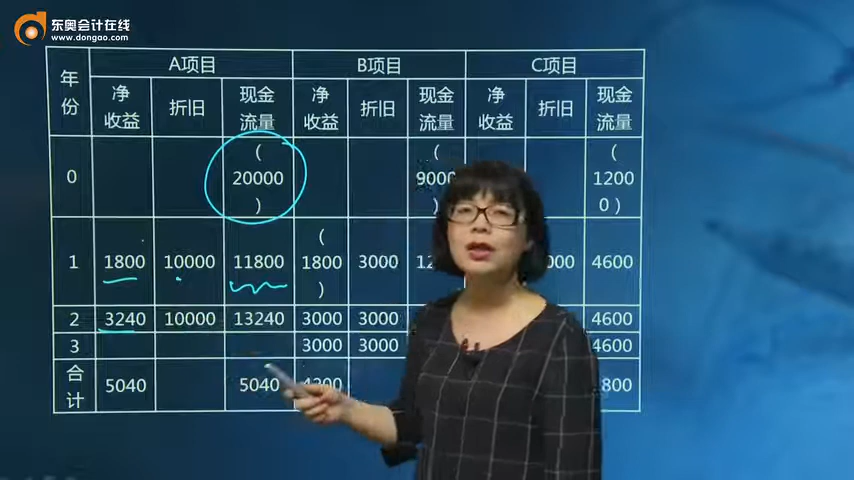 东奥会计在线
www.dongao.com
年份 A项目 B项目 C项目
净收益 折旧 现金流量 净收益 折旧 现金流量 净收益 折旧 现金流量
0 (20000) (9000) (12000)
1 1800 10000 11800 (1800) 3000 4600
2 3240 10000 13240 3000 3000 4600
3 3000 3000 4600
合计 5040 5040 4200